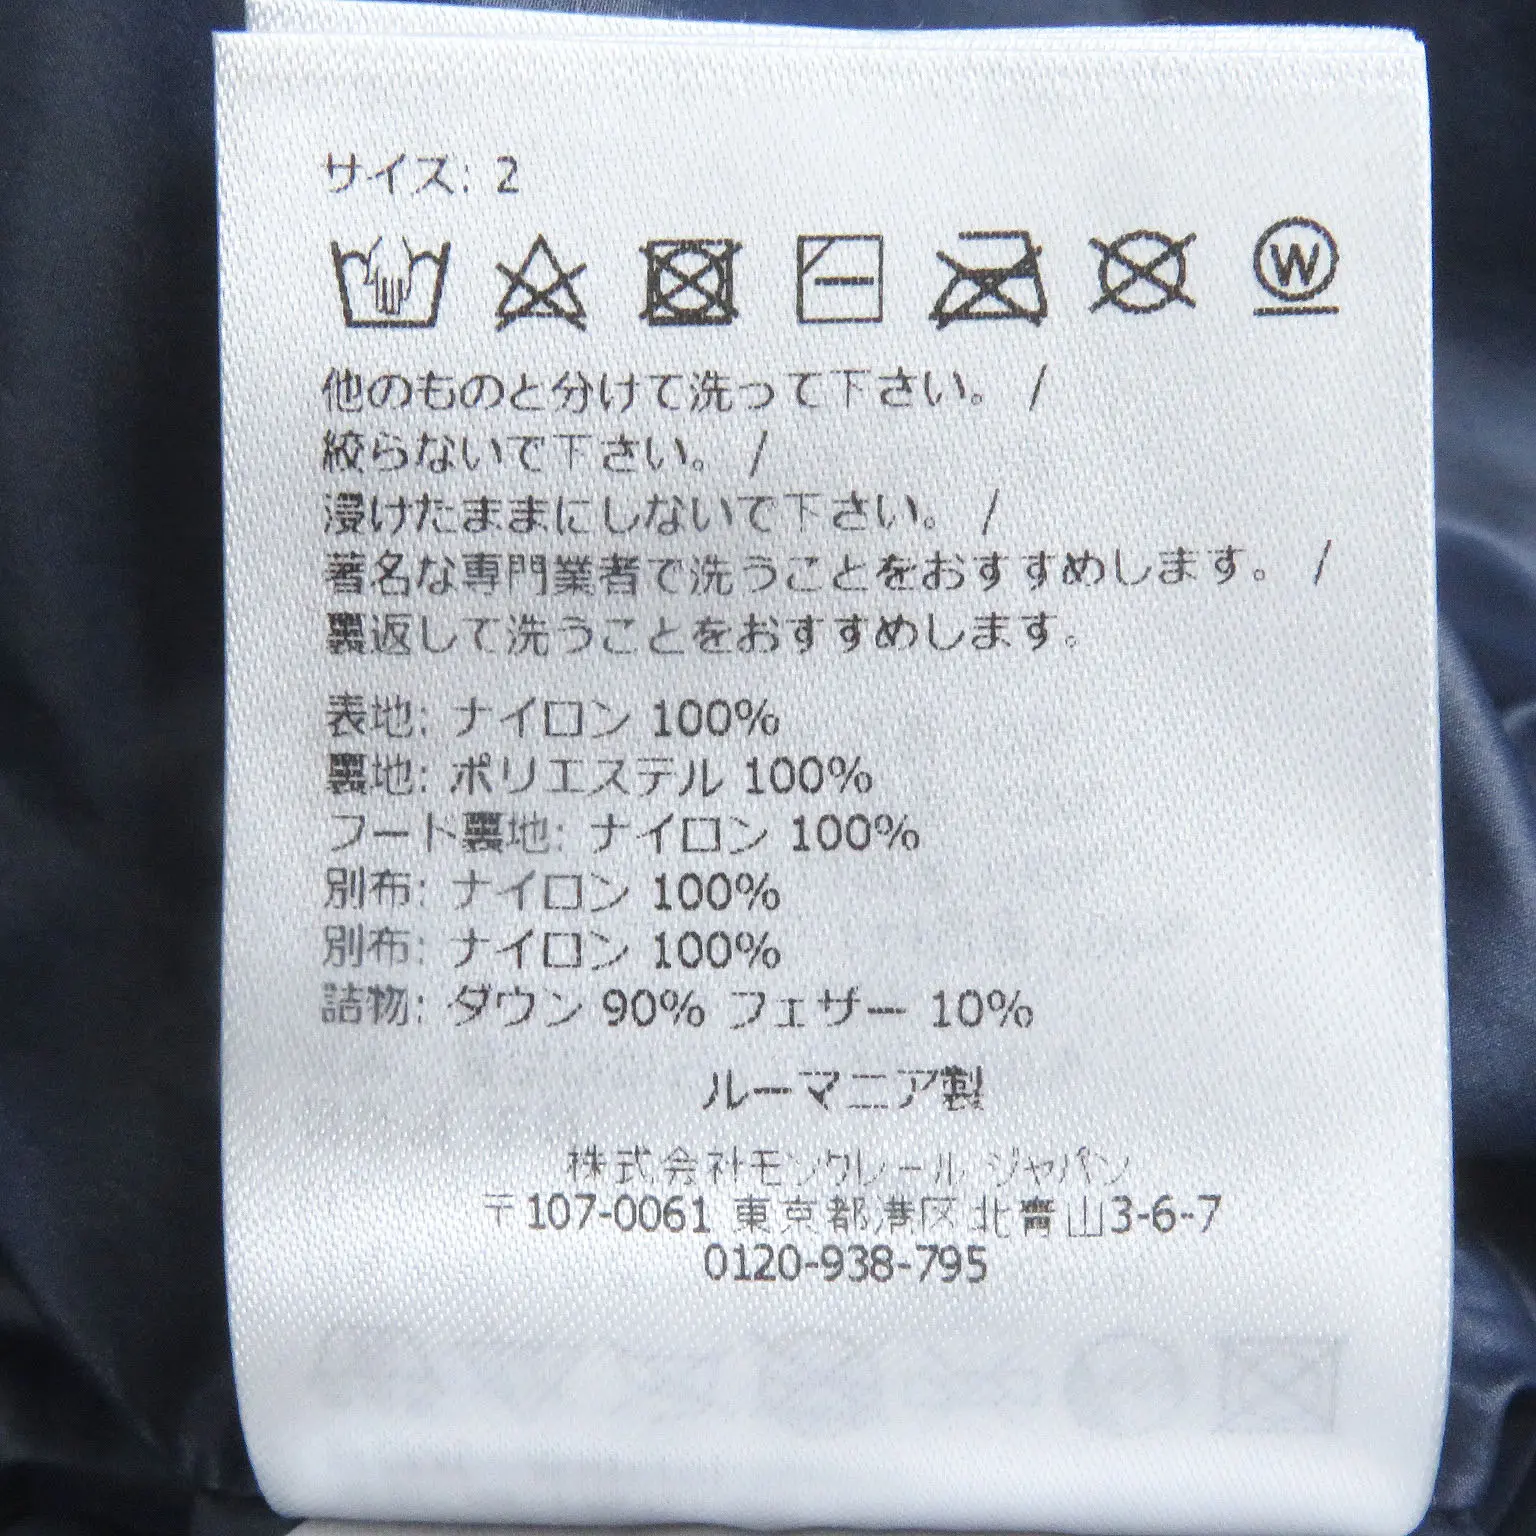 サイズ: 2
W
他のものと分けて洗って下さい。 /
絞らないで下さい。 /
浸けたままにしないで下さい。 /
著名な専門業者で洗うことをおすすめします。 /
裏返して洗うことをおすすめします。
表地: ナイロン 100%
裏地: ポリエステル 100%
フード裏地: ナイロン 100%
別布: ナイロン 100%
別布: ナイロン 100%
詰物: ダウン 90% フェザー 10%
ルーマニア製
株式会社モンクレール ジャパン
〒107-0061 東京都港区北青山3-6-7
0120-938-795